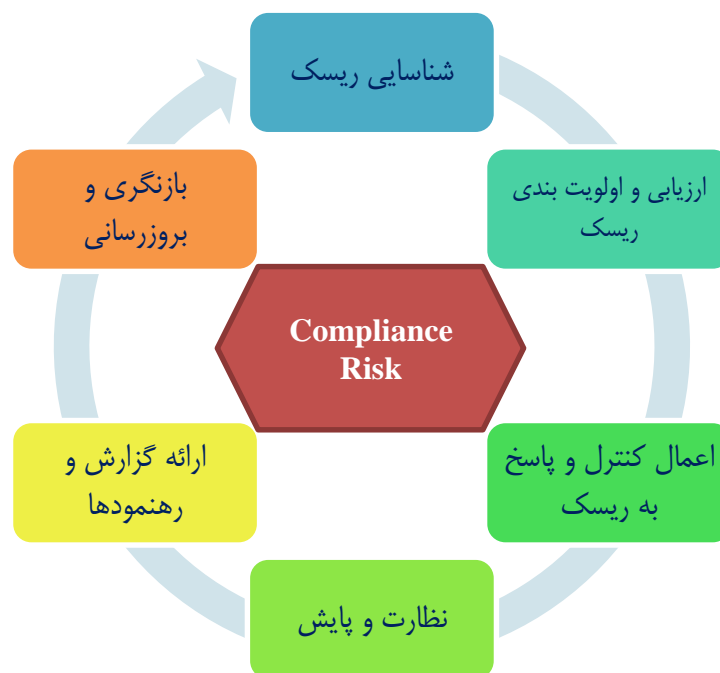 شناسایی ریسک
ارزیابی و اولویت بندی
ریسک
اعمال کنترل و پاسخ
به ریسک
نظارت و پایش
ارائه گزارش و
رهنمودها
بازنگری و
بروزرسانی
Compliance
Risk